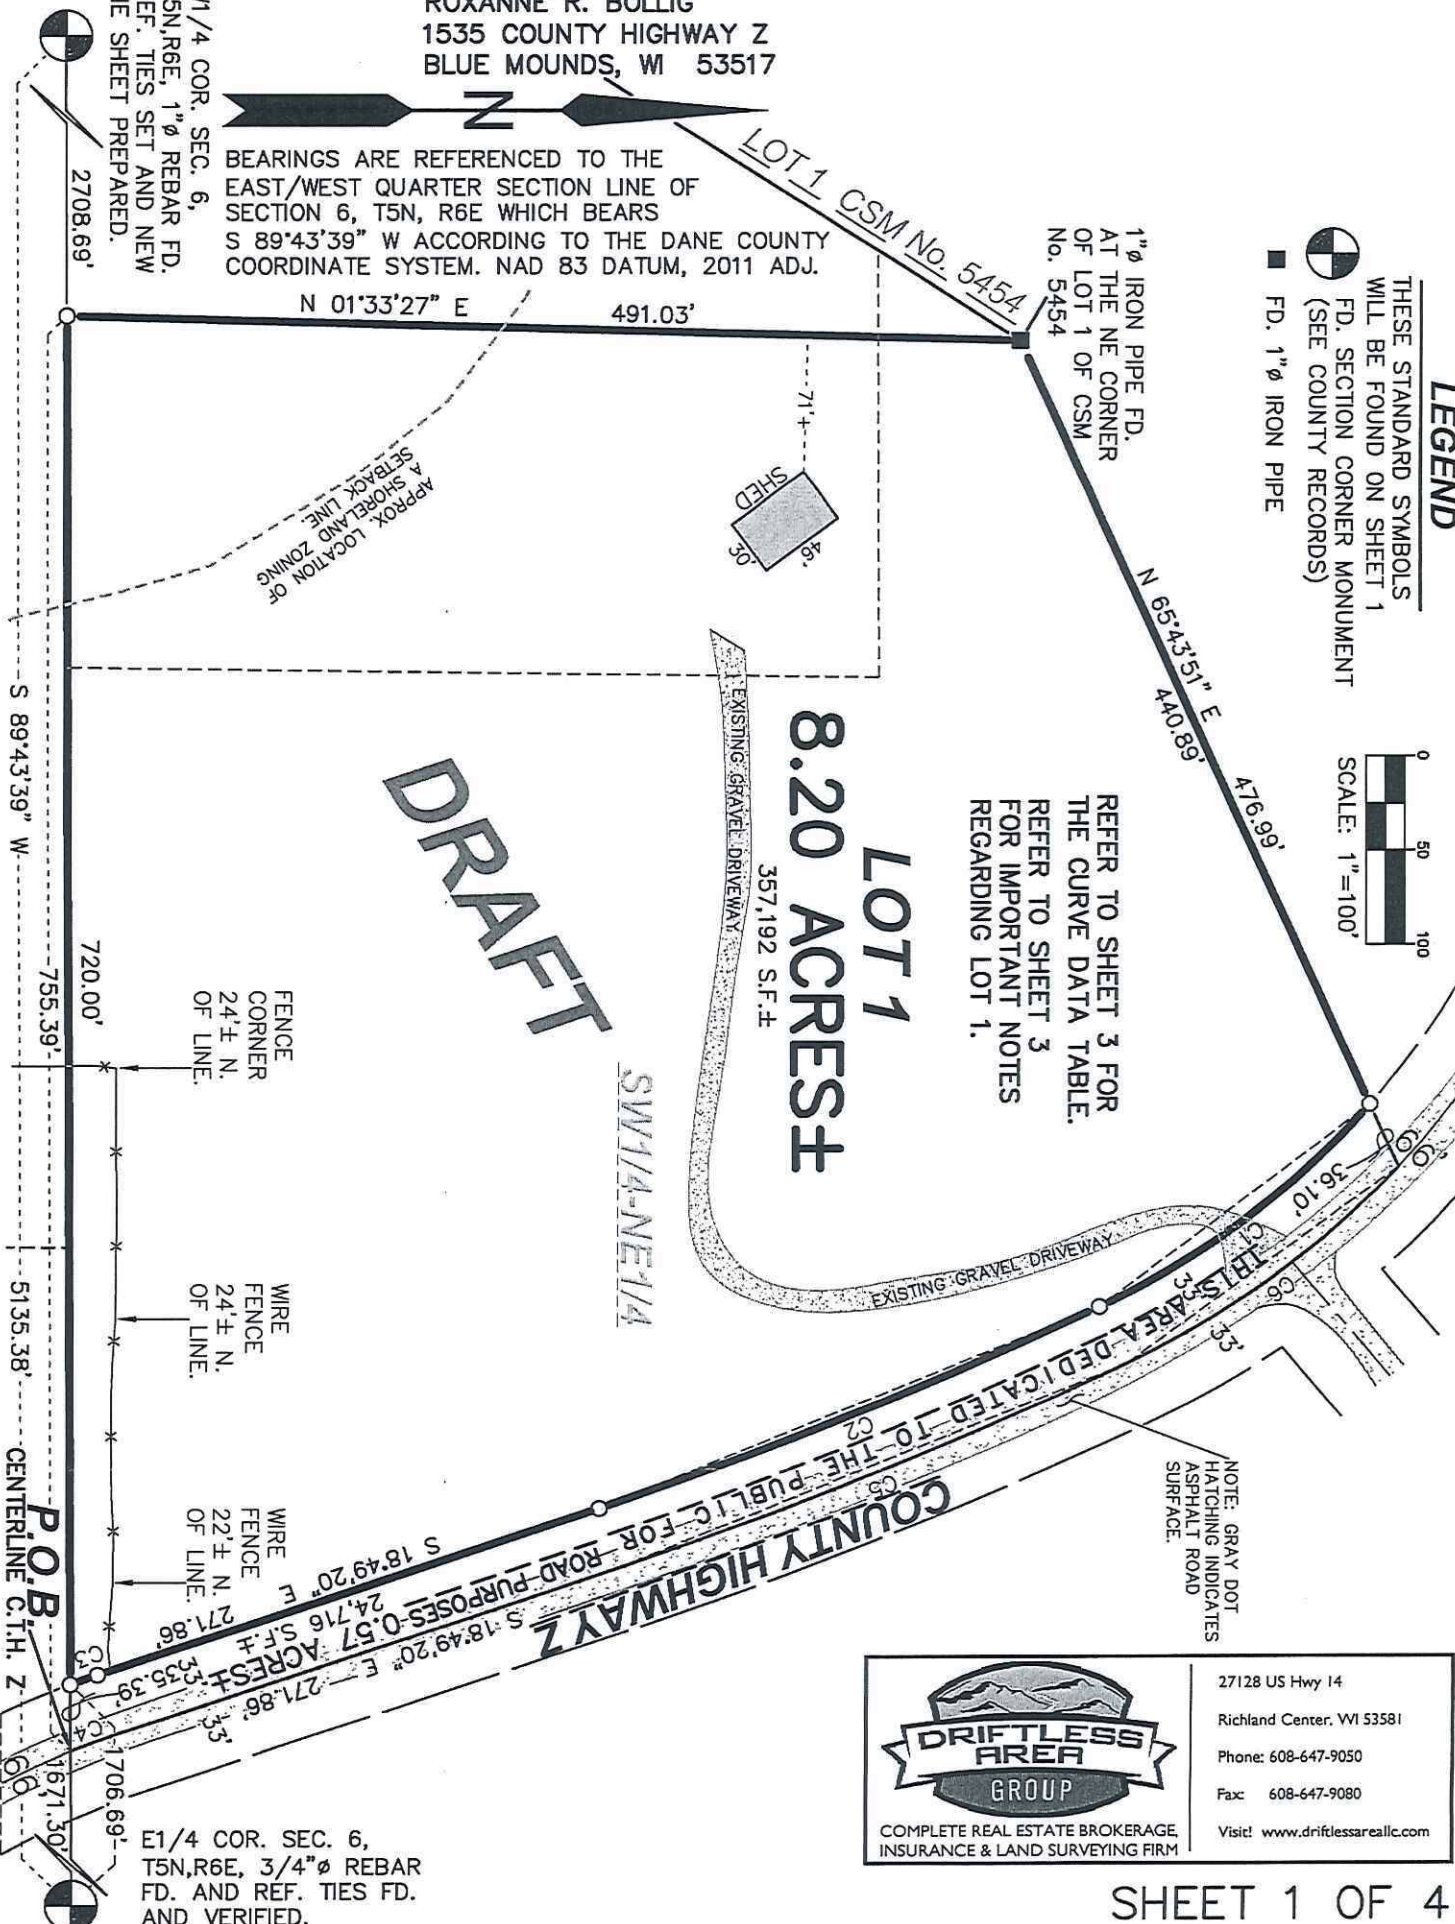 ROXANNE R. BOLLIG
1535 COUNTY HIGHWAY Z
BLUE MOUNDS, WI 53517
1/4 COR. SEC. 6,
5N,R6E, 1"ø REBAR FD.
REF. TIES SET AND NEW
SHEET PREPARED.
2708.69'
N
BEARINGS ARE REFERENCED TO THE
EAST/WEST QUARTER SECTION LINE OF
SECTION 6, T5N, R6E WHICH BEARS
S 89°43'39" W ACCORDING TO THE DANE COUNTY
COORDINATE SYSTEM. NAD 83 DATUM, 2011 ADJ.
LOT 1 CSM No. 5454
1"ø IRON PIPE FD.
AT THE NE CORNER
OF LOT 1 OF CSM
No. 5454
LEGEND
THESE STANDARD SYMBOLS
WILL BE FOUND ON SHEET 1
FD. SECTION CORNER MONUMENT
(SEE COUNTY RECORDS)
FD. 1"ø IRON PIPE
0 50 100
SCALE: 1"=100'
N 01°33'27" E 491.03'
71'±
SHED
30'
46'
APPROX. LOCATION OF
SHORELAND ZONING
SETBACK LINE.
N 65°43'51" E
440.89'
476.99'
REFER TO SHEET 3 FOR
THE CURVE DATA TABLE.
REFER TO SHEET 3
FOR IMPORTANT NOTES
REGARDING LOT 1.
LOT 1
8.20 ACRES±
357,192 S.F.±
EXISTING GRAVEL DRIVEWAY
EXISTING GRAVEL DRIVEWAY
DRAFT
SW1/4-NE1/4
S 89°43'39" W
720.00'
755.39'
5135.38'
FENCE
CORNER
24'± N.
OF LINE.
WIRE
FENCE
24'± N.
OF LINE.
WIRE
FENCE
22'± N.
OF LINE.
36.10'
66'
C1
C6
33'
33'
C2
C5
THIS AREA DEDICATED TO THE PUBLIC FOR ROAD PURPOSES 0.57 ACRES±
24,716 S.F.±
S 18°49'20" E 271.86'
S 18°49'20" E 271.86'
COUNTY HIGHWAY Z
NOTE: GRAY DOT
HATCHING INDICATES
ASPHALT ROAD
SURFACE.
C3
35.39'
33'
33'
C4
66'
1706.69'
1671.30'
P.O.B.
CENTERLINE C.T.H. Z
E1/4 COR. SEC. 6,
T5N,R6E, 3/4"ø REBAR
FD. AND REF. TIES FD.
AND VERIFIED.
DRIFTLESS
AREA
GROUP
COMPLETE REAL ESTATE BROKERAGE,
INSURANCE & LAND SURVEYING FIRM
27128 US Hwy 14
Richland Center, WI 53581
Phone: 608-647-9050
Fax: 608-647-9080
Visit! www.driftlessareallc.com
SHEET 1 OF 4